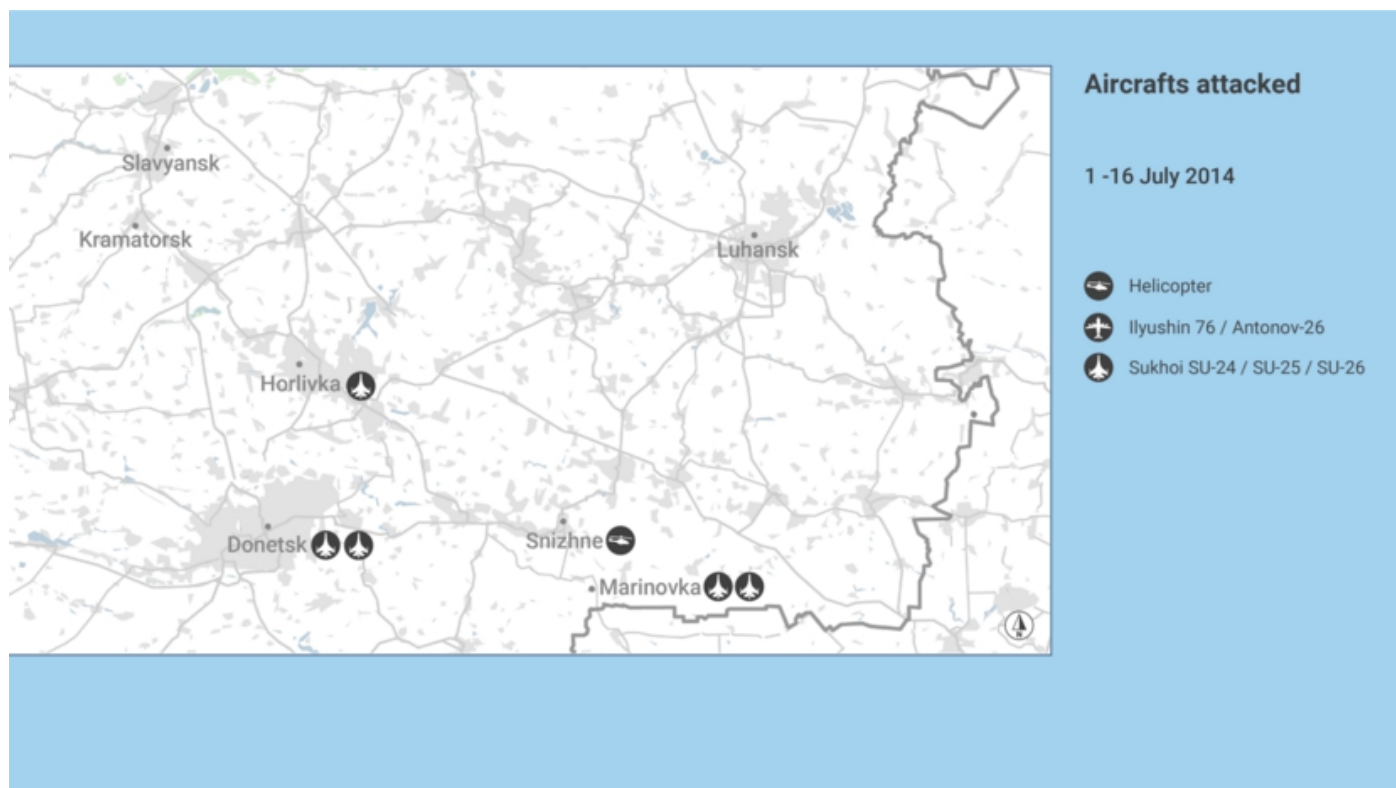 Aircrafts attacked
1 -16 July 2014
Helicopter
Ilyushin 76 / Antonov-26
Sukhoi SU-24 / SU-25 / SU-26
Slavyansk
Kramatorsk
Luhansk
Horlivka
Donetsk
Snizhne
Marinovka
N